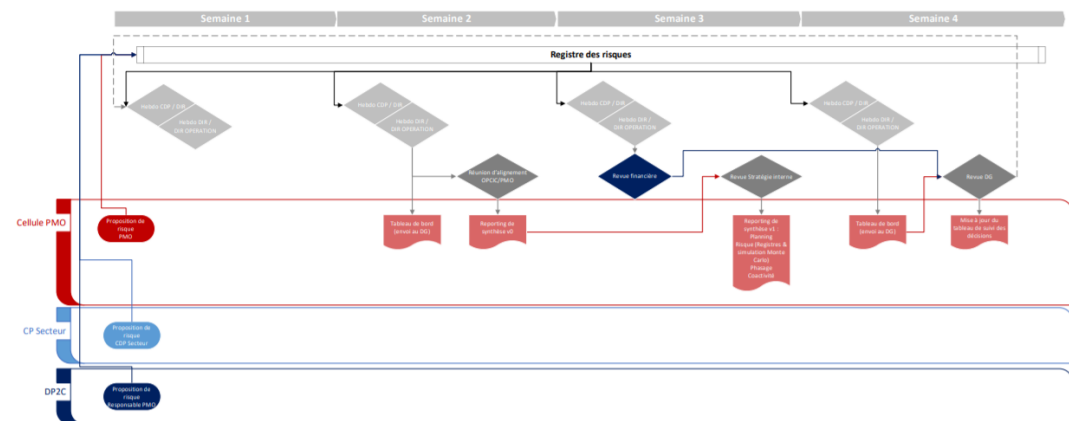 Semaine 1
Semaine 2
Semaine 3
Semaine 4
Registre des risques
Hebdo CDP / DIR
Hebdo DIR /
DIR OPERATION
Hebdo CDP / DIR
Hebdo DIR /
DIR OPERATION
Hebdo CDP / DIR
Hebdo DIR /
DIR OPERATION
Hebdo CDP / DIR
Hebdo DIR /
DIR OPERATION
Réunion d'alignement
OPCIC/PMO
Revue financière
Revue Stratégie interne
Revue DG
Cellule PMO
Proposition de
risque
PMO
Tableau de bord
(envoi au DG)
Reporting de
synthèse v0
Reporting de
synthèse v1 :
Planning
Risque (Registres &
simulation Monte
Carlo)
Phasage
Coactivité
Tableau de bord
(envoi au DG)
Mise à jour du
tableau de suivi des
décisions
CP Secteur
Proposition de
risque
CDP Secteur
DP2C
Proposition de
risque
Responsable PMO